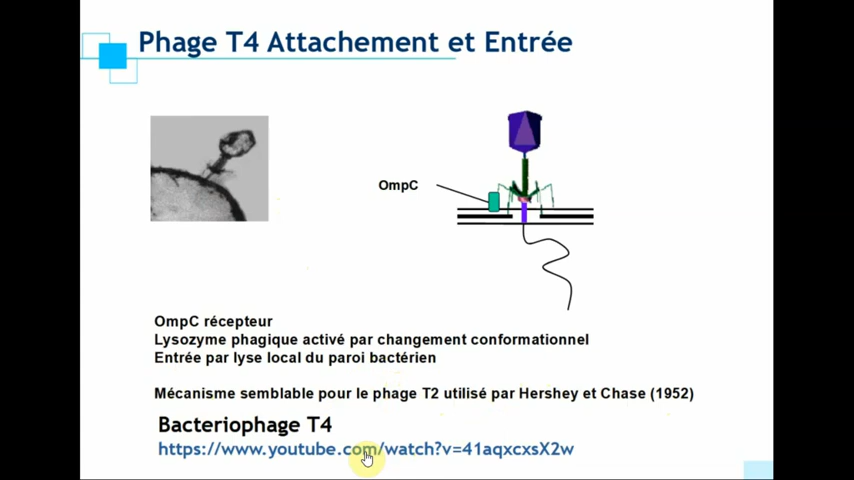 Phage T4 Attachement et Entrée
OmpC
OmpC récepteur
Lysozyme phagique activé par changement conformationnel
Entrée par lyse local du paroi bactérien
Mécanisme semblable pour le phage T2 utilisé par Hershey et Chase (1952)
Bacteriophage T4
https://www.youtube.com/watch?v=41aqxcxsX2w